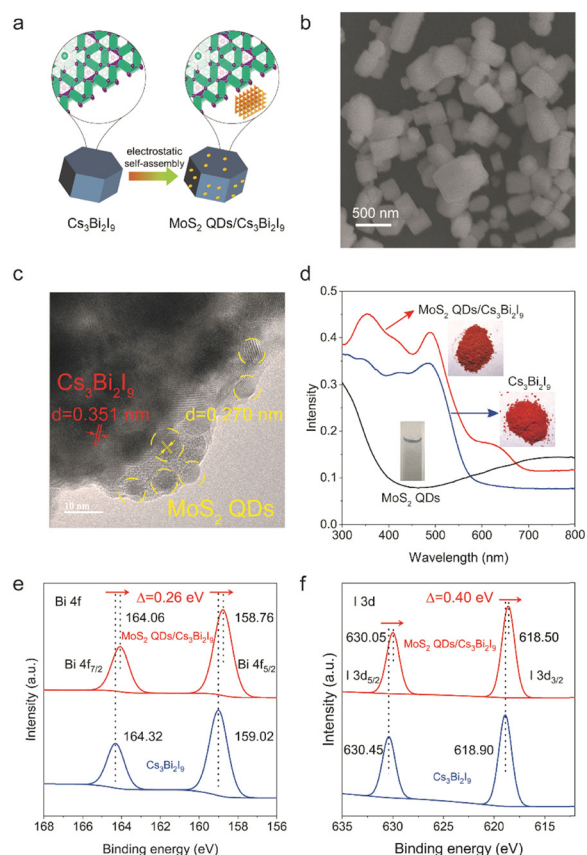 a
electrostatic
self-assembly
Cs₃Bi₂I₉
MoS₂ QDs/Cs₃Bi₂I₉
b
500 nm
c
Cs₃Bi₂I₉
d=0.351 nm
d=0.270 nm
MoS₂ QDs
10 nm
d
0.5
0.4
0.3
0.2
0.1
0.0
Intensity
MoS₂ QDs/Cs₃Bi₂I₉
Cs₃Bi₂I₉
MoS₂ QDs
300 400 500 600 700 800
Wavelength (nm)
e
Bi 4f
Δ=0.26 eV
164.06
158.76
MoS₂ QDs/Cs₃Bi₂I₉
Bi 4f₇/₂
Bi 4f₅/₂
164.32
159.02
Cs₃Bi₂I₉
Intensity (a.u.)
168 166 164 162 160 158 156
Binding energy (eV)
f
I 3d
Δ=0.40 eV
630.05
618.50
MoS₂ QDs/Cs₃Bi₂I₉
I 3d₅/₂
I 3d₃/₂
630.45
618.90
Cs₃Bi₂I₉
Intensity (a.u.)
635 630 625 620 615
Binding energy (eV)